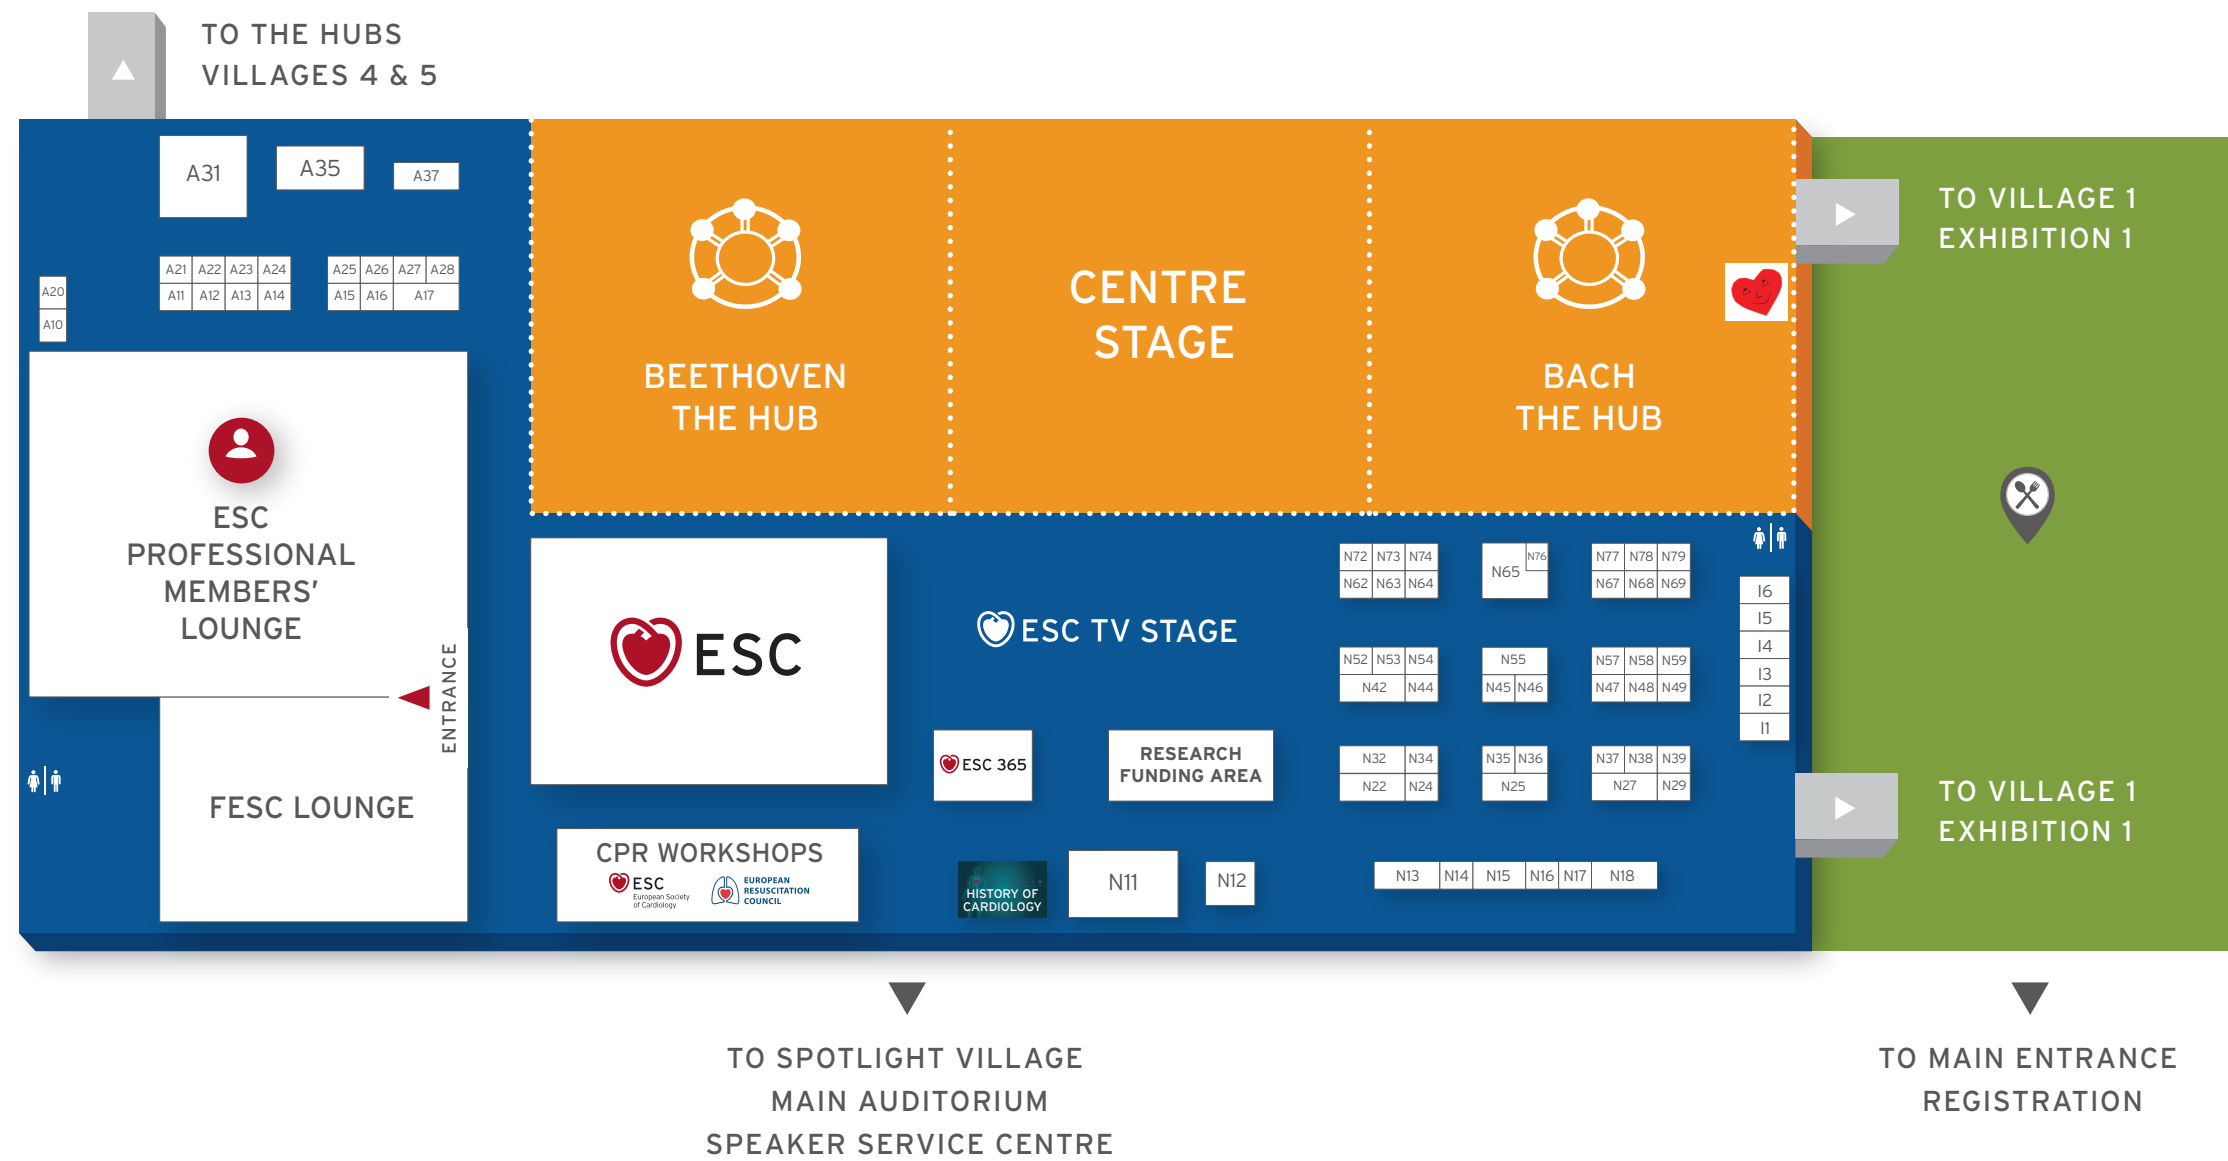 TO THE HUBS
VILLAGES 4 & 5
A31
A35
A37
A21 A22 A23 A24
A11 A12 A13 A14
A25 A26 A27 A28
A15 A16 A17
A20
A10
BEETHOVEN
THE HUB
CENTRE
STAGE
BACH
THE HUB
TO VILLAGE 1
EXHIBITION 1
ESC
PROFESSIONAL
MEMBERS'
LOUNGE
ENTRANCE
FESC LOUNGE
ESC
ESC TV STAGE
ESC 365
RESEARCH
FUNDING AREA
CPR WORKSHOPS
ESC
European Society
of Cardiology
EUROPEAN
RESUSCITATION
COUNCIL
HISTORY OF
CARDIOLOGY
N11
N12
N72 N73 N74
N62 N63 N64
N65 N76
N77 N78 N79
N67 N68 N69
N52 N53 N54
N42 N44
N55
N45 N46
N57 N58 N59
N47 N48 N49
N32 N34
N22 N24
N35 N36
N25
N37 N38 N39
N27 N29
N13 N14 N15 N16 N17 N18
I6
I5
I4
I3
I2
I1
TO VILLAGE 1
EXHIBITION 1
TO SPOTLIGHT VILLAGE
MAIN AUDITORIUM
SPEAKER SERVICE CENTRE
TO MAIN ENTRANCE
REGISTRATION